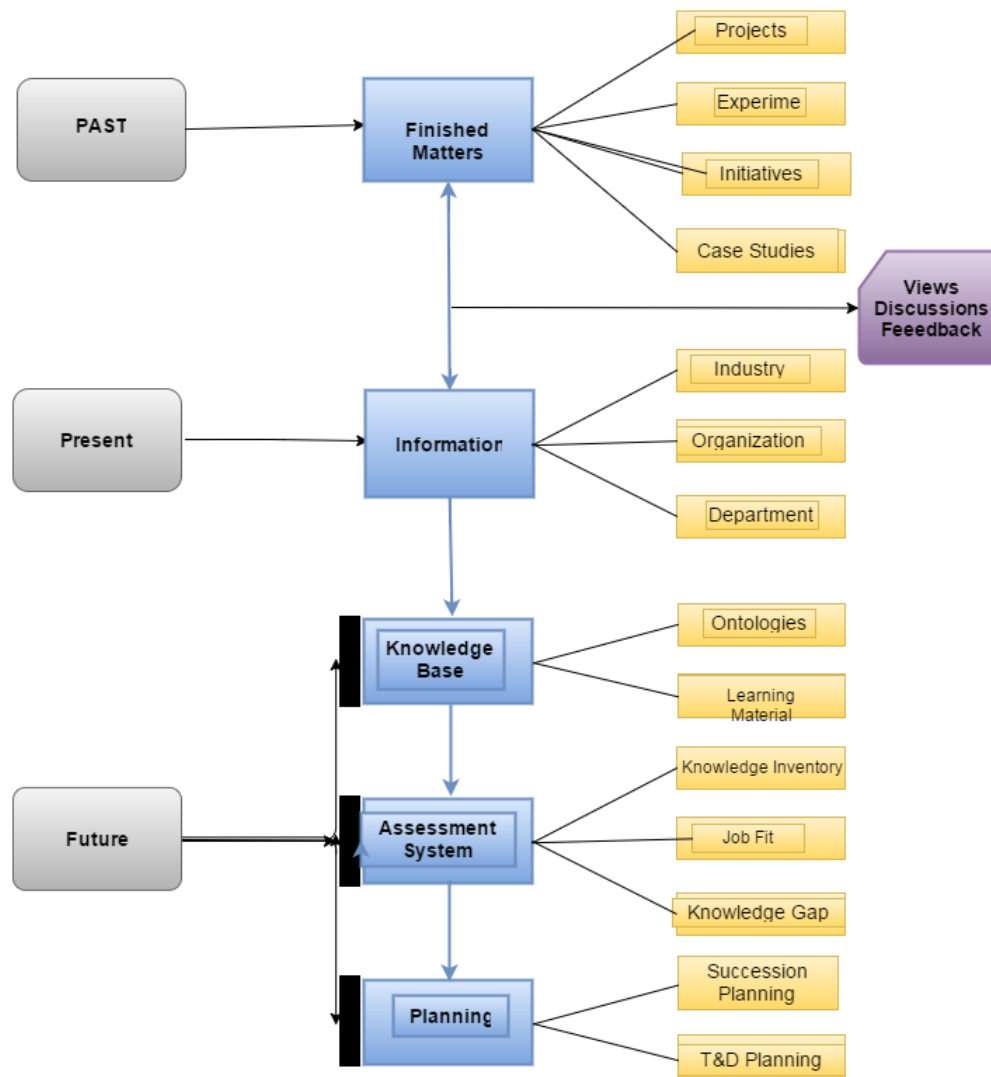 Projects
PAST
Finished
Matters
Experime
Initiatives
Case Studies
Views
Discussions
Feeedback
Industry
Present
Information
Organization
Department
Knowledge
Base
Ontologies
Learning
Material
Knowledge Inventory
Future
Assessment
System
Job Fit
Knowledge Gap
Succession
Planning
Planning
T&D Planning